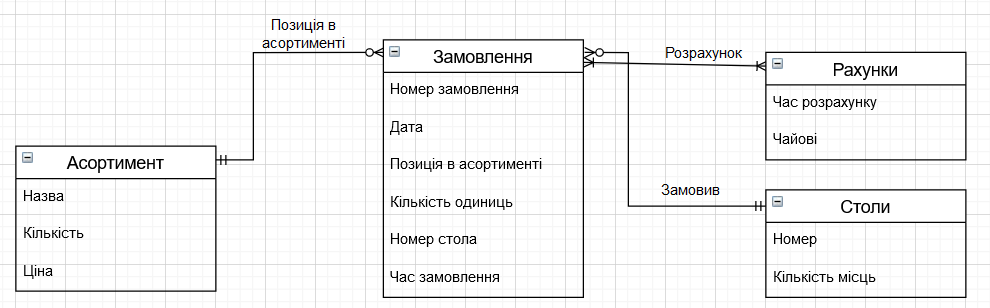 Позиція в
асортименті
Асортимент
Назва
Кількість
Ціна
Замовлення
Номер замовлення
Дата
Позиція в асортименті
Кількість одиниць
Номер стола
Час замовлення
Розрахунок
Рахунки
Час розрахунку
Чайові
Замовив
Столи
Номер
Кількість місць